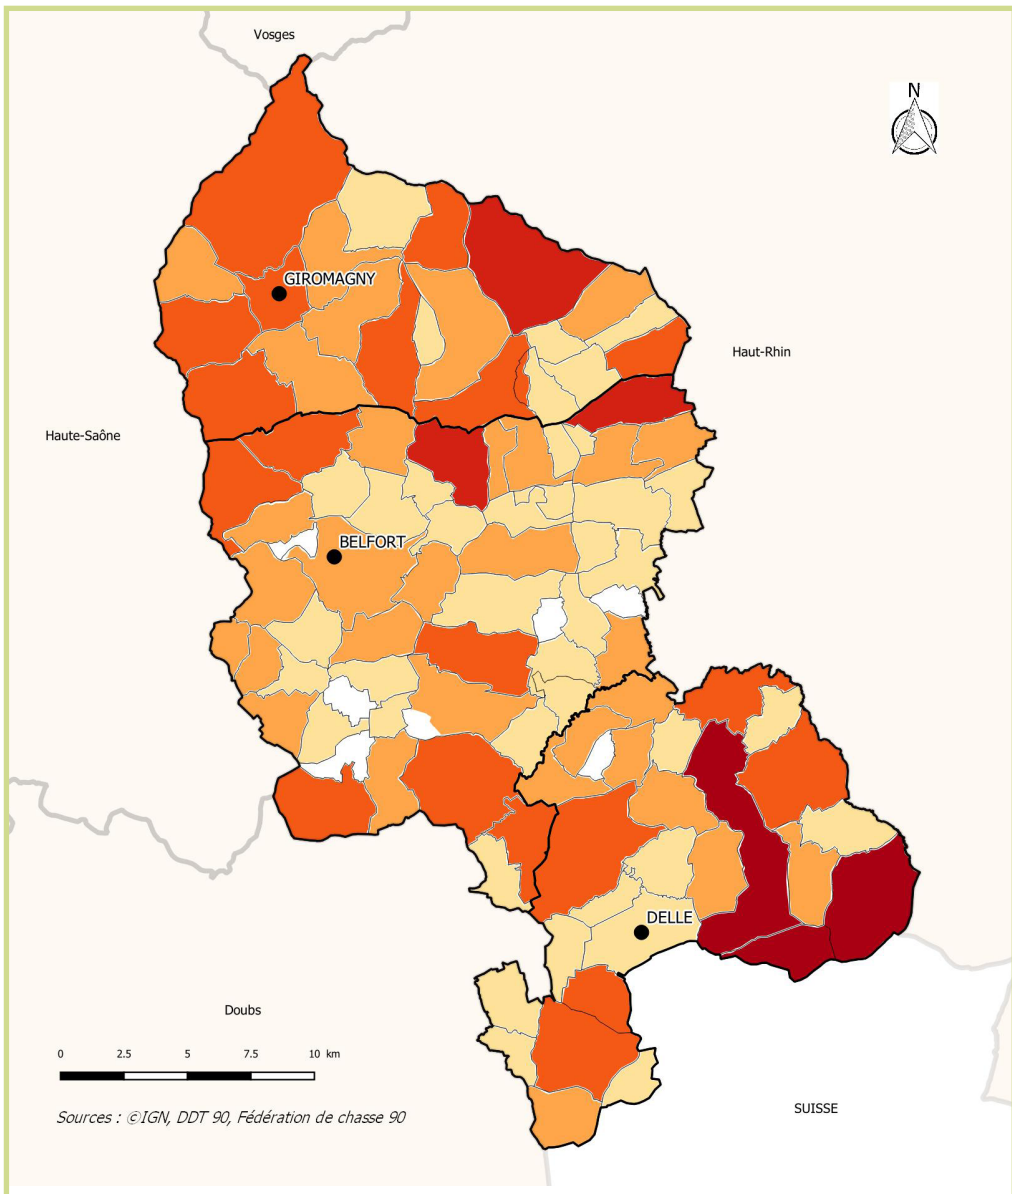 Vosges
N
GIROMAGNY
Haut-Rhin
Haute-Saône
BELFORT
DELLE
Doubs
0 2.5 5 7.5 10 km
SUISSE
Sources : ©IGN, DDT 90, Fédération de chasse 90